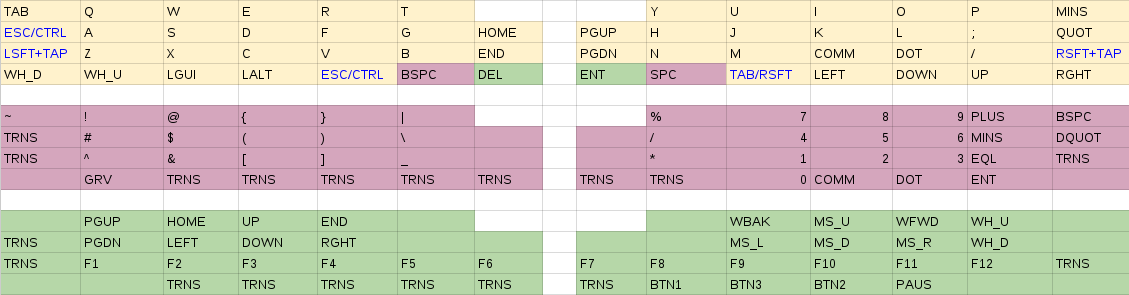 TAB Q W E R T Y U I O P MINS
ESC/CTRL A S D F G HOME PGUP H J K L ; QUOT
LSFT+TAP Z X C V B END PGDN N M COMM DOT / RSFT+TAP
WH_D WH_U LGUI LALT ESC/CTRL BSPC DEL ENT SPC TAB/RSFT LEFT DOWN UP RGHT
~ ! @ { } | % 7 8 9 PLUS BSPC
TRNS # $ ( ) \ / 4 5 6 MINS DQUOT
TRNS ^ & [ ] _ * 1 2 3 EQL TRNS
GRV TRNS TRNS TRNS TRNS TRNS TRNS TRNS 0 COMM DOT ENT
PGUP HOME UP END WBAK MS_U WFWD WH_U
TRNS PGDN LEFT DOWN RGHT MS_L MS_D MS_R WH_D
TRNS F1 F2 F3 F4 F5 F6 F7 F8 F9 F10 F11 F12 TRNS
TRNS TRNS TRNS TRNS TRNS TRNS BTN1 BTN3 BTN2 PAUS